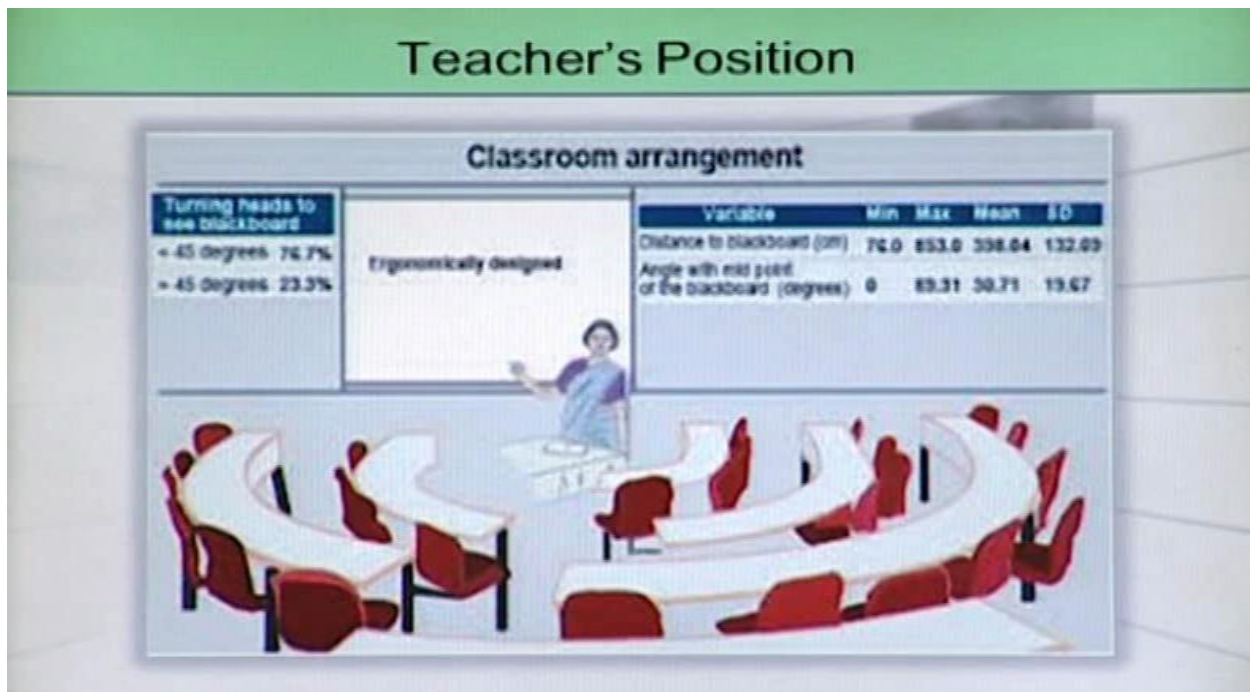 Teacher's Position
Classroom arrangement
Turning heads to
see blackboard
< 45 degrees 76.7%
> 45 degrees 23.3%
Ergonomically designed
Variable Min Max Mean SD
Distance to blackboard (cm) 76.0 853.0 398.04 132.09
Angle with mid point
of the blackboard (degrees) 0 89.31 30.71 19.67